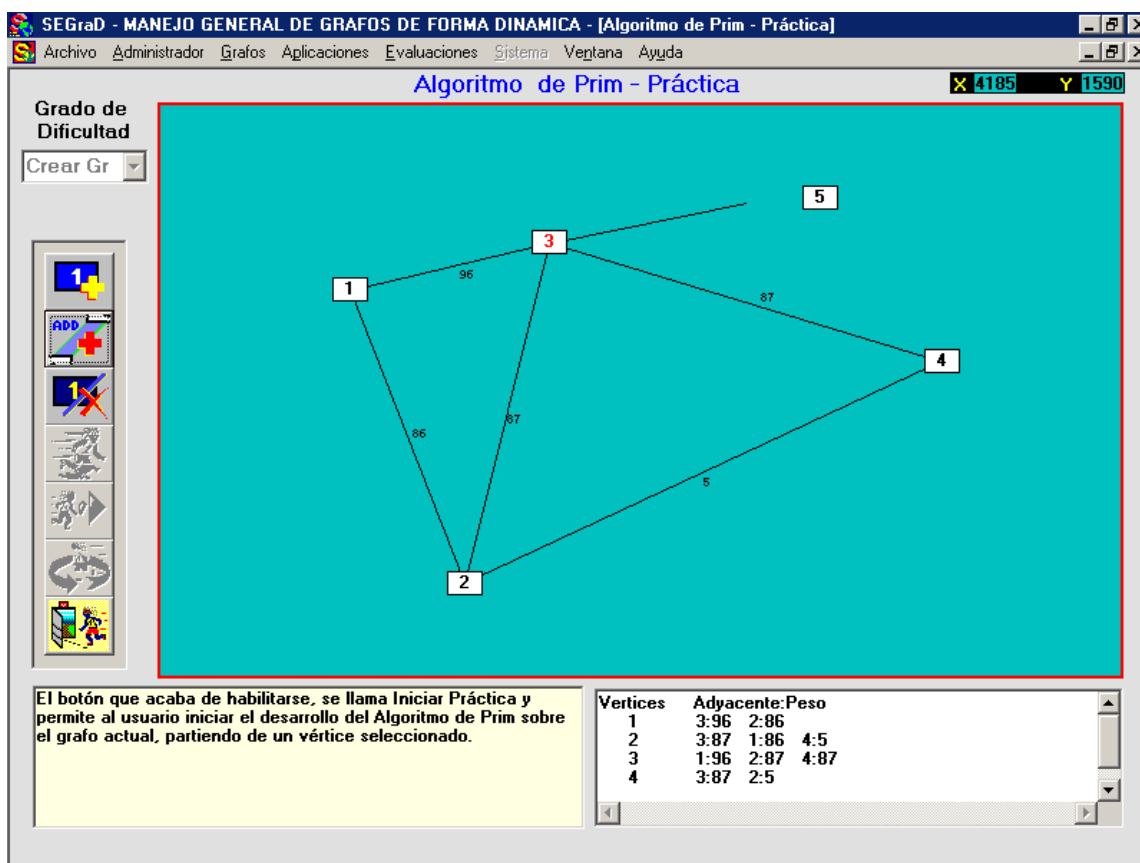 SEGraD - MANEJO GENERAL DE GRAFOS DE FORMA DINAMICA - [Algoritmo de Prim - Práctica]
Archivo Administrador Grafos Aplicaciones Evaluaciones Sistema Ventana Ayuda
Algoritmo de Prim - Práctica
X 4185 Y 1590
Grado de
Dificultad
Crear Gr
1
ADD
1
5
3
96
1
87
4
86
87
5
2
El botón que acaba de habilitarse, se llama Iniciar Práctica y
permite al usuario iniciar el desarrollo del Algoritmo de Prim sobre
el grafo actual, partiendo de un vértice seleccionado.
Vertices Adyacente:Peso
1 3:96 2:86
2 3:87 1:86 4:5
3 1:96 2:87 4:87
4 3:87 2:5